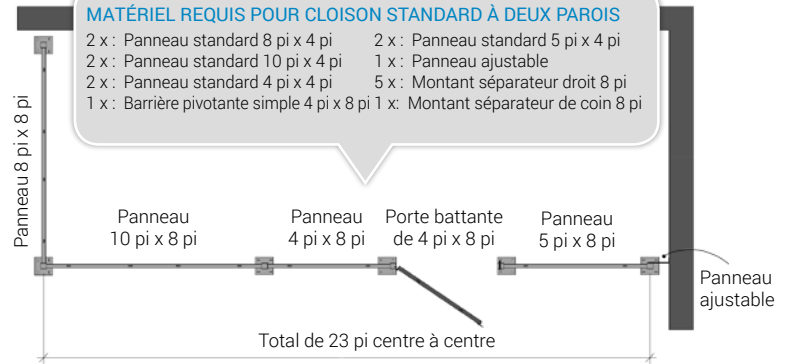 MATÉRIEL REQUIS POUR CLOISON STANDARD À DEUX PAROIS
2 x : Panneau standard 8 pi x 4 pi
2 x : Panneau standard 10 pi x 4 pi
2 x : Panneau standard 4 pi x 4 pi
1 x : Barrière pivotante simple 4 pi x 8 pi
2 x : Panneau standard 5 pi x 4 pi
1 x : Panneau ajustable
5 x : Montant séparateur droit 8 pi
1 x: Montant séparateur de coin 8 pi
Panneau 8 pi x 8 pi
Panneau
10 pi x 8 pi
Panneau
4 pi x 8 pi
Porte battante
de 4 pi x 8 pi
Panneau
5 pi x 8 pi
Panneau
ajustable
Total de 23 pi centre à centre